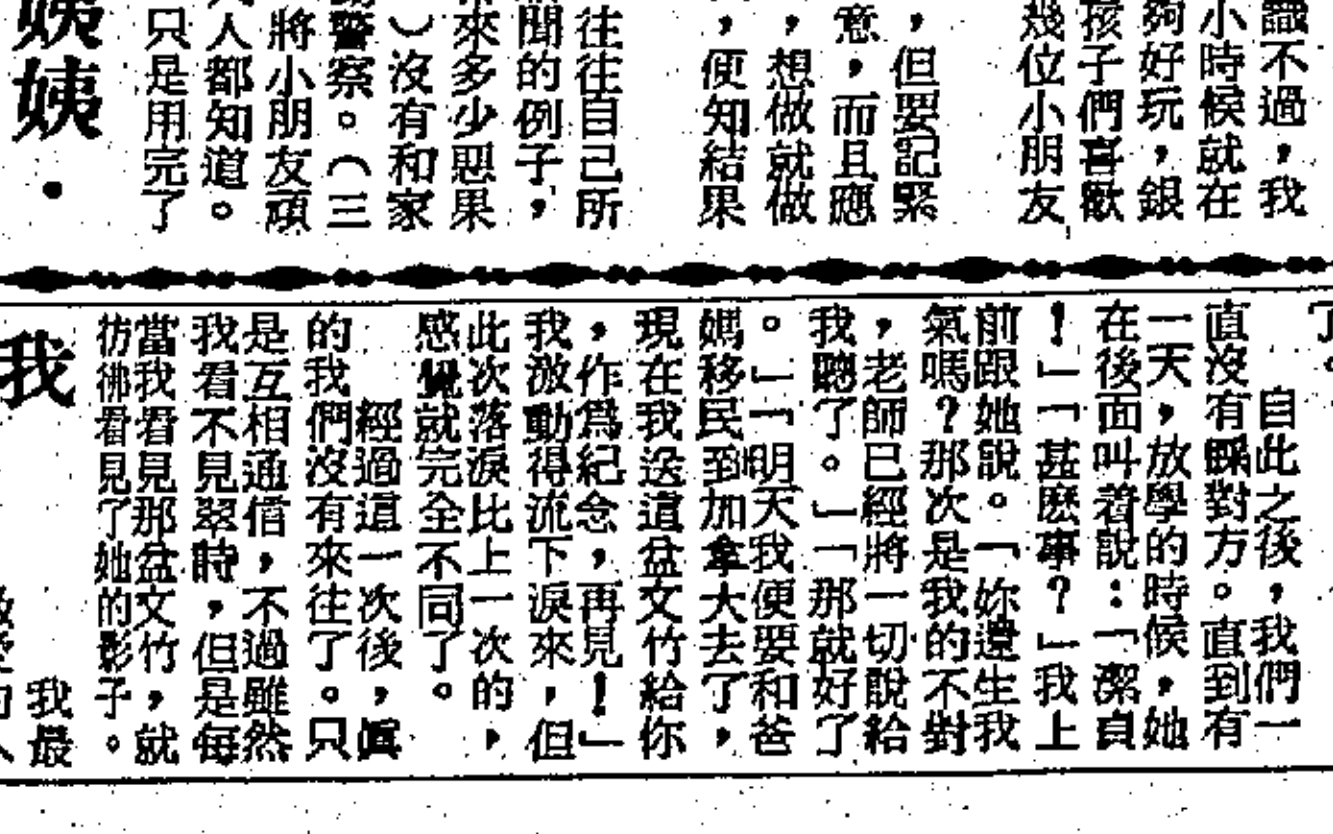 識不過，我
小時候就在
夠好玩，銀
孩子們喜歡
幾位小朋友
，但要記緊
意，而且應
，想做就做
，便知結果
往往自己所
聞的例子，
來多少惡果
）沒有和家
警察。（三
將小朋友頑
人都知道。
只是用完了
姨姨．
了。
自此之後，我們一
直沒有睬對方。直到有
一天，放學的時候，她
在後面叫着說：「潔貞
！」「甚麽事？」我上
前跟她說。「妳還生我
氣嗎？那次是我的不對
，老師已經將一切說給
我聽了。」「那就好了
。」「明天我便要和爸
媽移民到加拿大去了，
現在我送這盆文竹給你
，作爲紀念，再見！」
我激動得流下淚來，但
此次落淚比上一次的，
感覺就完全不同了。
經過這一次後，眞
的我們沒有來往了。只
是互相通信，不過雖然
我看不見翠時，但是每
當我看見那盆文竹，就
彷彿看見了她的影子。
我
我最